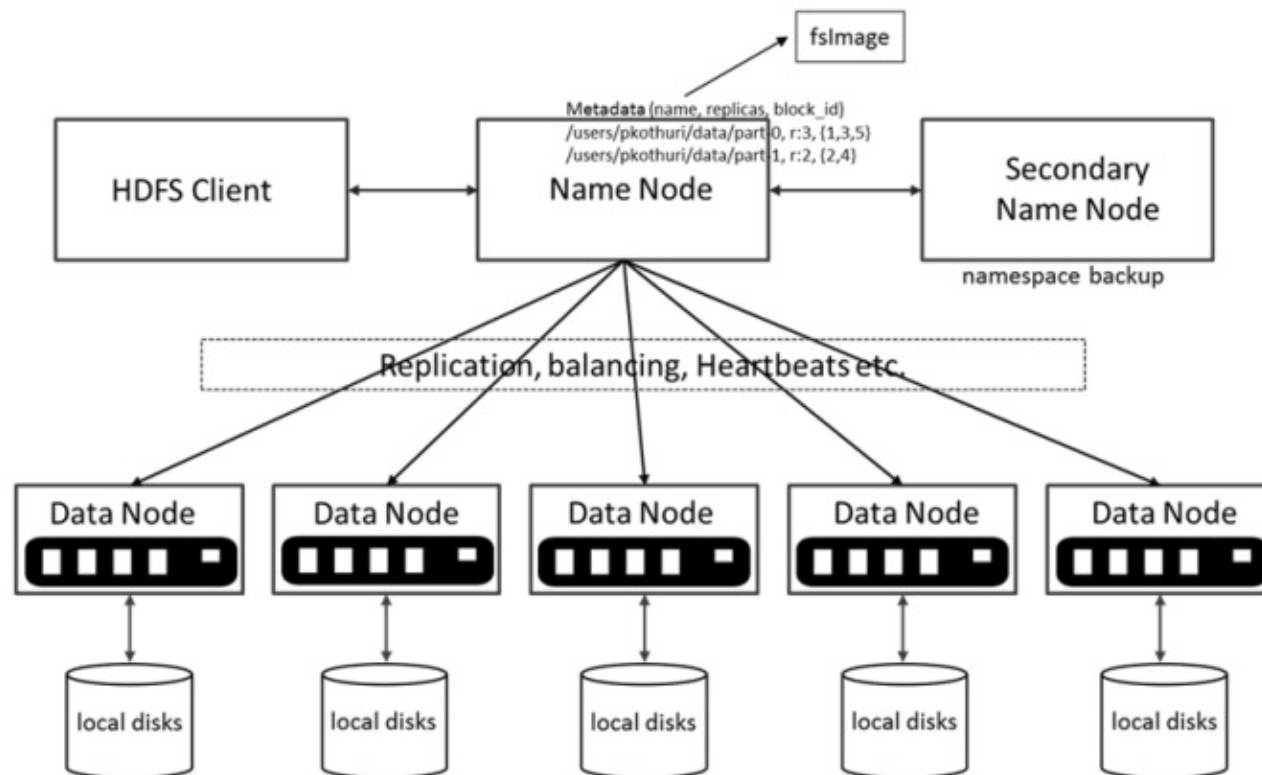 fsImage
Metadata (name, replicas, block_id)
/users/pkothuri/data/part-0, r:3, {1,3,5}
/users/pkothuri/data/part-1, r:2, {2,4}
HDFS Client
Name Node
Secondary
Name Node
namespace backup
Replication, balancing, Heartbeats etc.
Data Node
Data Node
Data Node
Data Node
Data Node
local disks
local disks
local disks
local disks
local disks